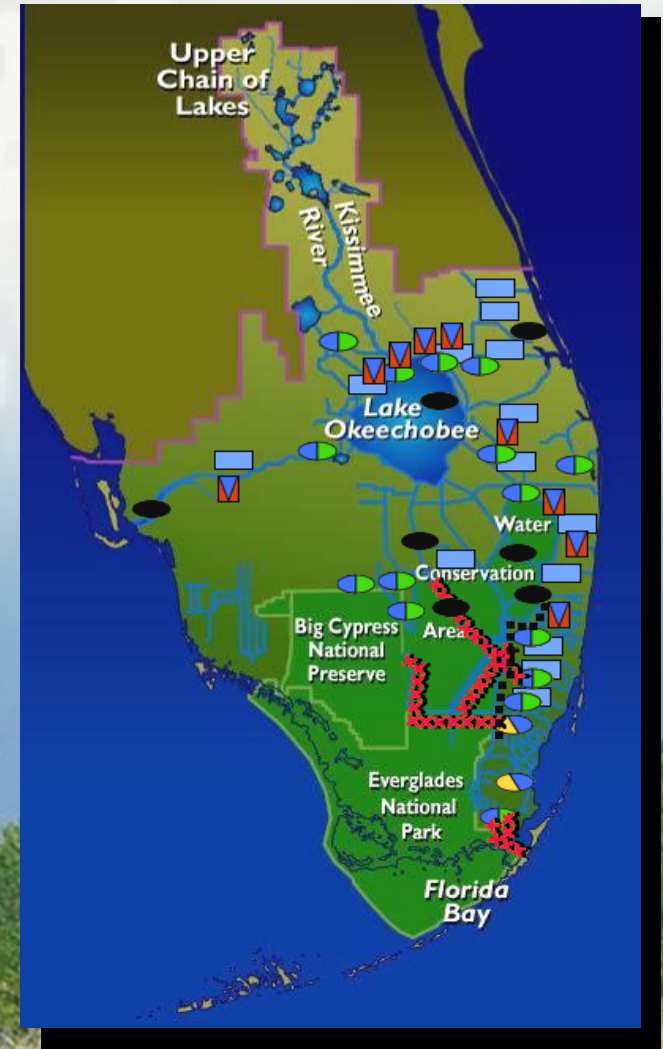 Upper
Chain of
Lakes
Kissimmee
River
Lake
Okeechobee
Water
Conservation
Area
Big Cypress
National
Preserve
Everglades
National
Park
Florida
Bay